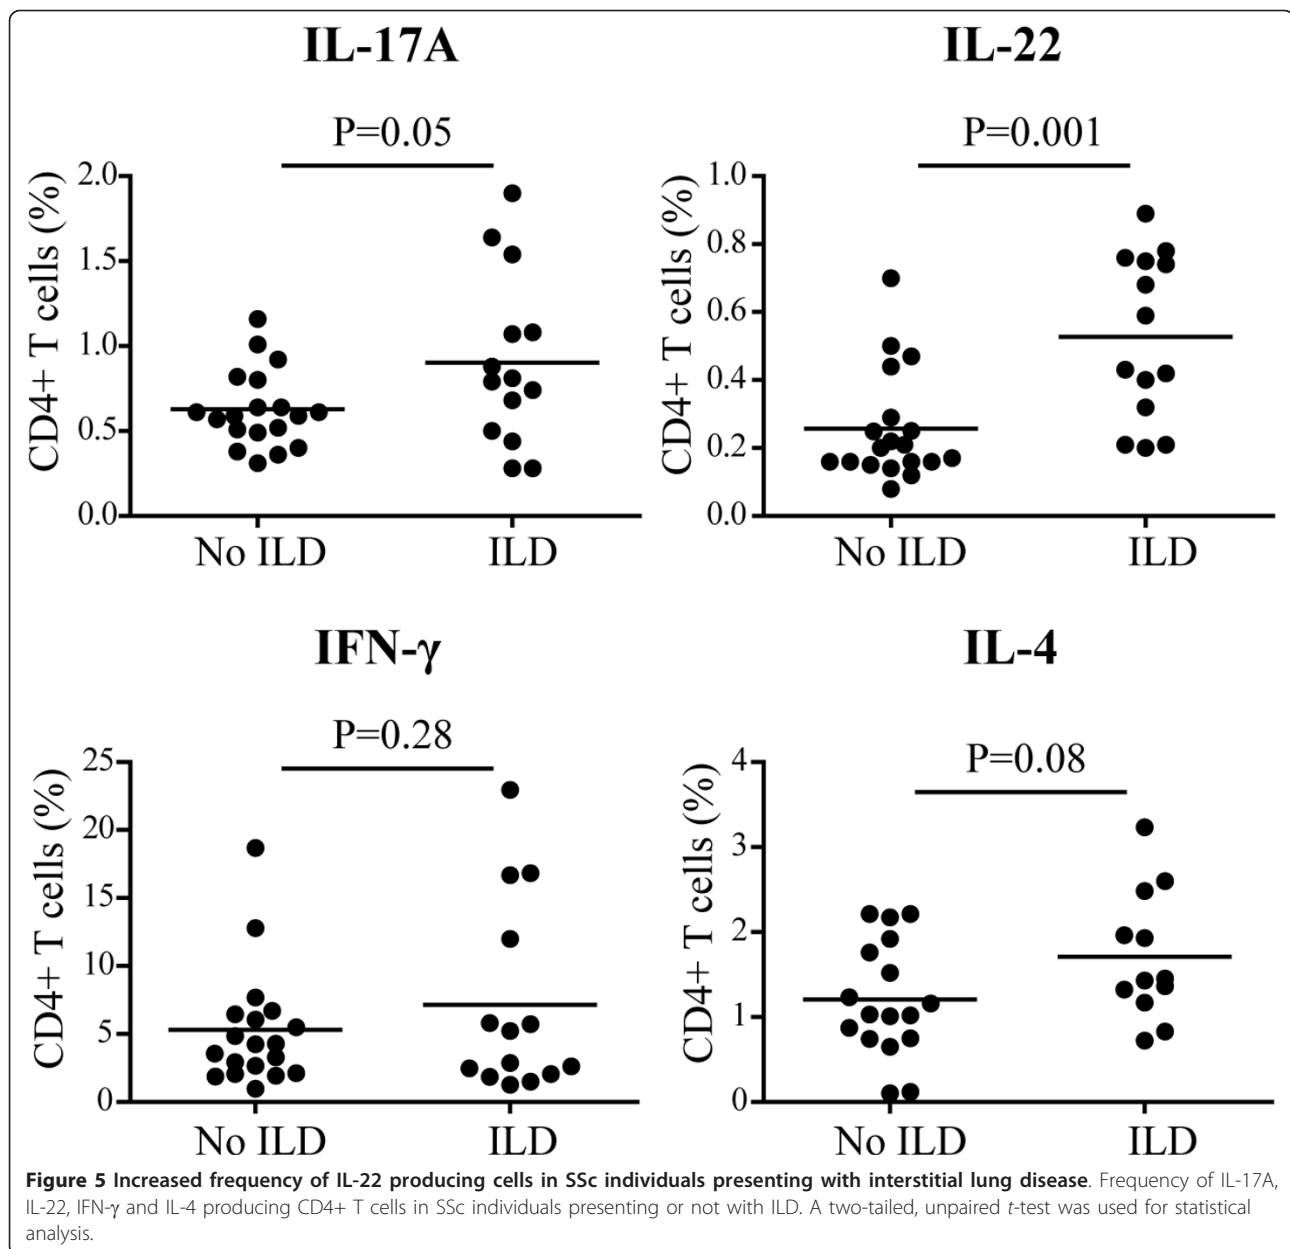 IL-17A
P=0.05
CD4+ T cells (%)
2.0
1.5
1.0
0.5
0.0
No ILD
ILD
IL-22
P=0.001
CD4+ T cells (%)
1.0
0.8
0.6
0.4
0.2
0.0
No ILD
ILD
IFN-γ
P=0.28
CD4+ T cells (%)
25
20
15
10
5
0
No ILD
ILD
IL-4
P=0.08
CD4+ T cells (%)
4
3
2
1
0
No ILD
ILD
Figure 5 Increased frequency of IL-22 producing cells in SSc individuals presenting with interstitial lung disease. Frequency of IL-17A,
IL-22, IFN-γ and IL-4 producing CD4+ T cells in SSc individuals presenting or not with ILD. A two-tailed, unpaired t-test was used for statistical
analysis.